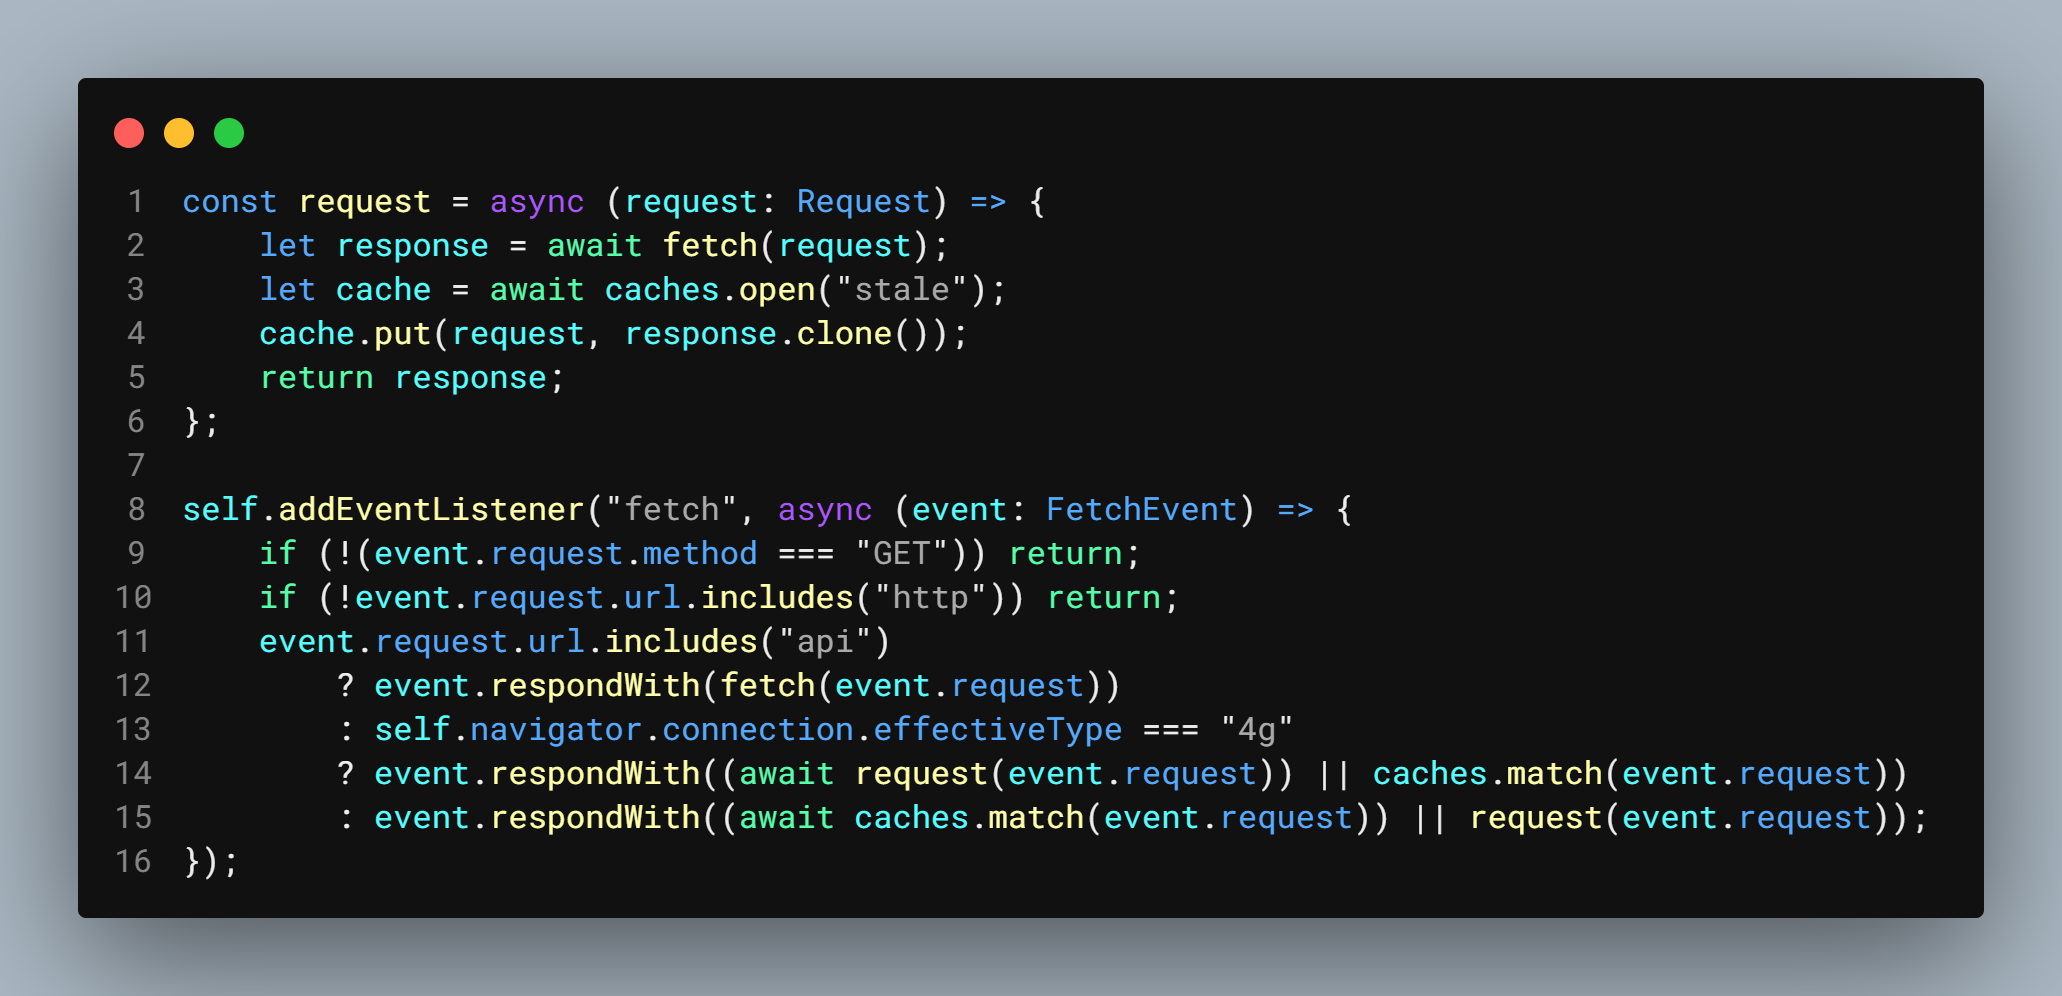 1 const request = async (request: Request) => {
2     let response = await fetch(request);
3     let cache = await caches.open("stale");
4     cache.put(request, response.clone());
5     return response;
6 };
7
8 self.addEventListener("fetch", async (event: FetchEvent) => {
9     if (!(event.request.method === "GET")) return;
10     if (!event.request.url.includes("http")) return;
11     event.request.url.includes("api")
12         ? event.respondWith(fetch(event.request))
13         : self.navigator.connection.effectiveType === "4g"
14         ? event.respondWith((await request(event.request)) || caches.match(event.request))
15         : event.respondWith((await caches.match(event.request)) || request(event.request));
16 });